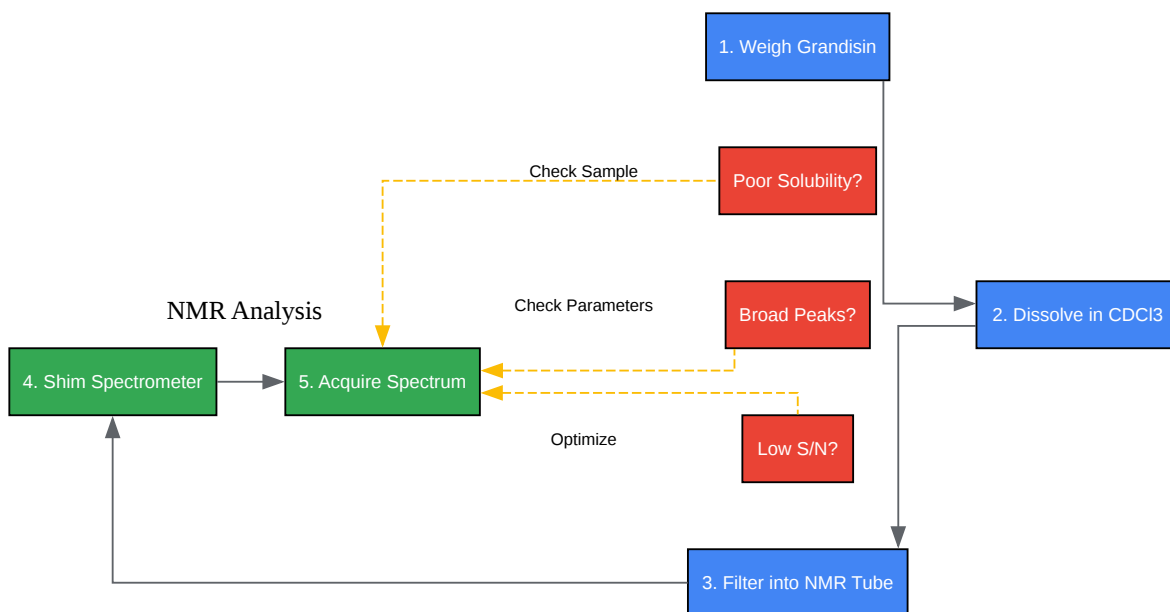 1. Weigh Grandisin
Check Sample
Poor Solubility?
NMR Analysis
Check Parameters
Broad Peaks?
2. Dissolve in CDCl3
4. Shim Spectrometer
5. Acquire Spectrum
Optimize
Low S/N?
3. Filter into NMR Tube